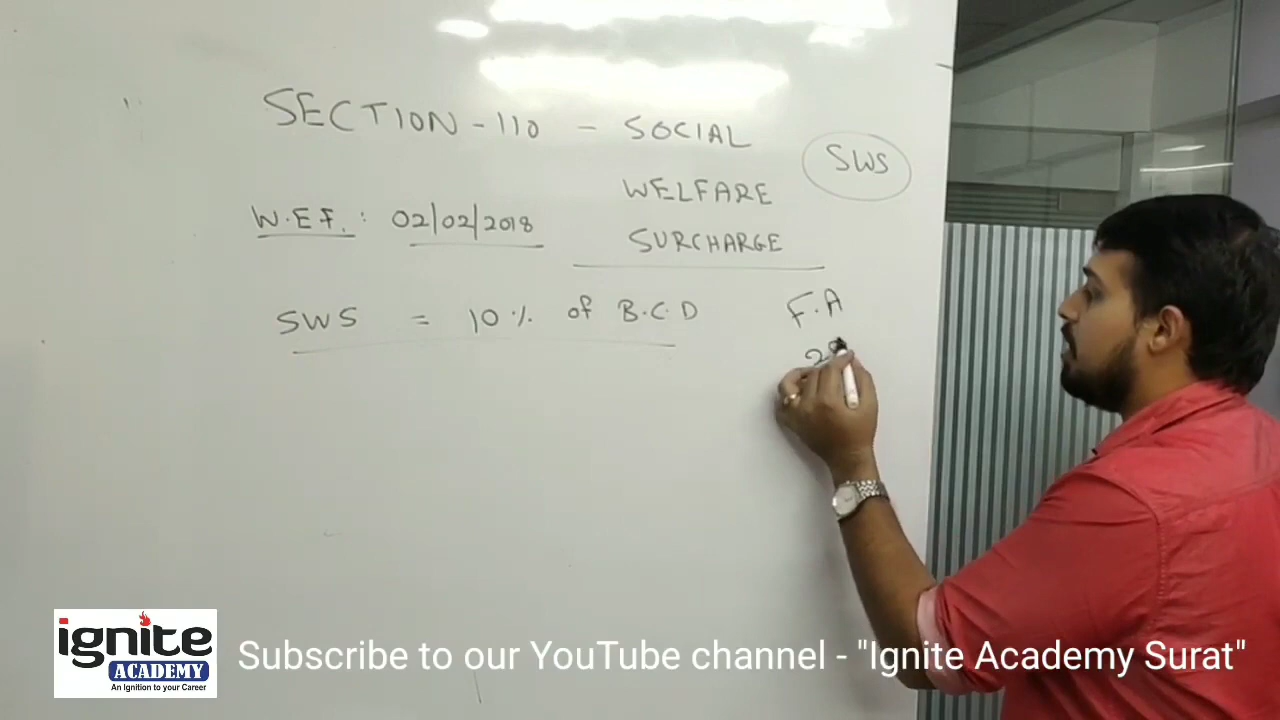 SECTION - 110 - SOCIAL
WELFARE
SURCHARGE
SWS
W.E.F. : 02/02/2018
SWS = 10% of B.C.D
F.A
ignite
ACADEMY
An Ignition to your Career
Subscribe to our YouTube channel - "Ignite Academy Surat"